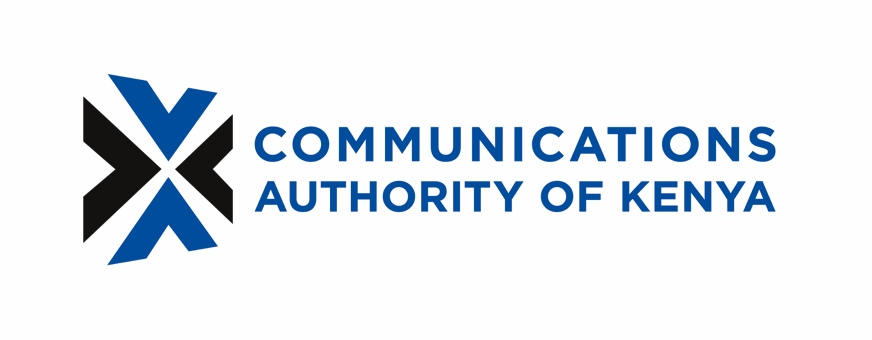 COMMUNICATIONS
AUTHORITY OF KENYA